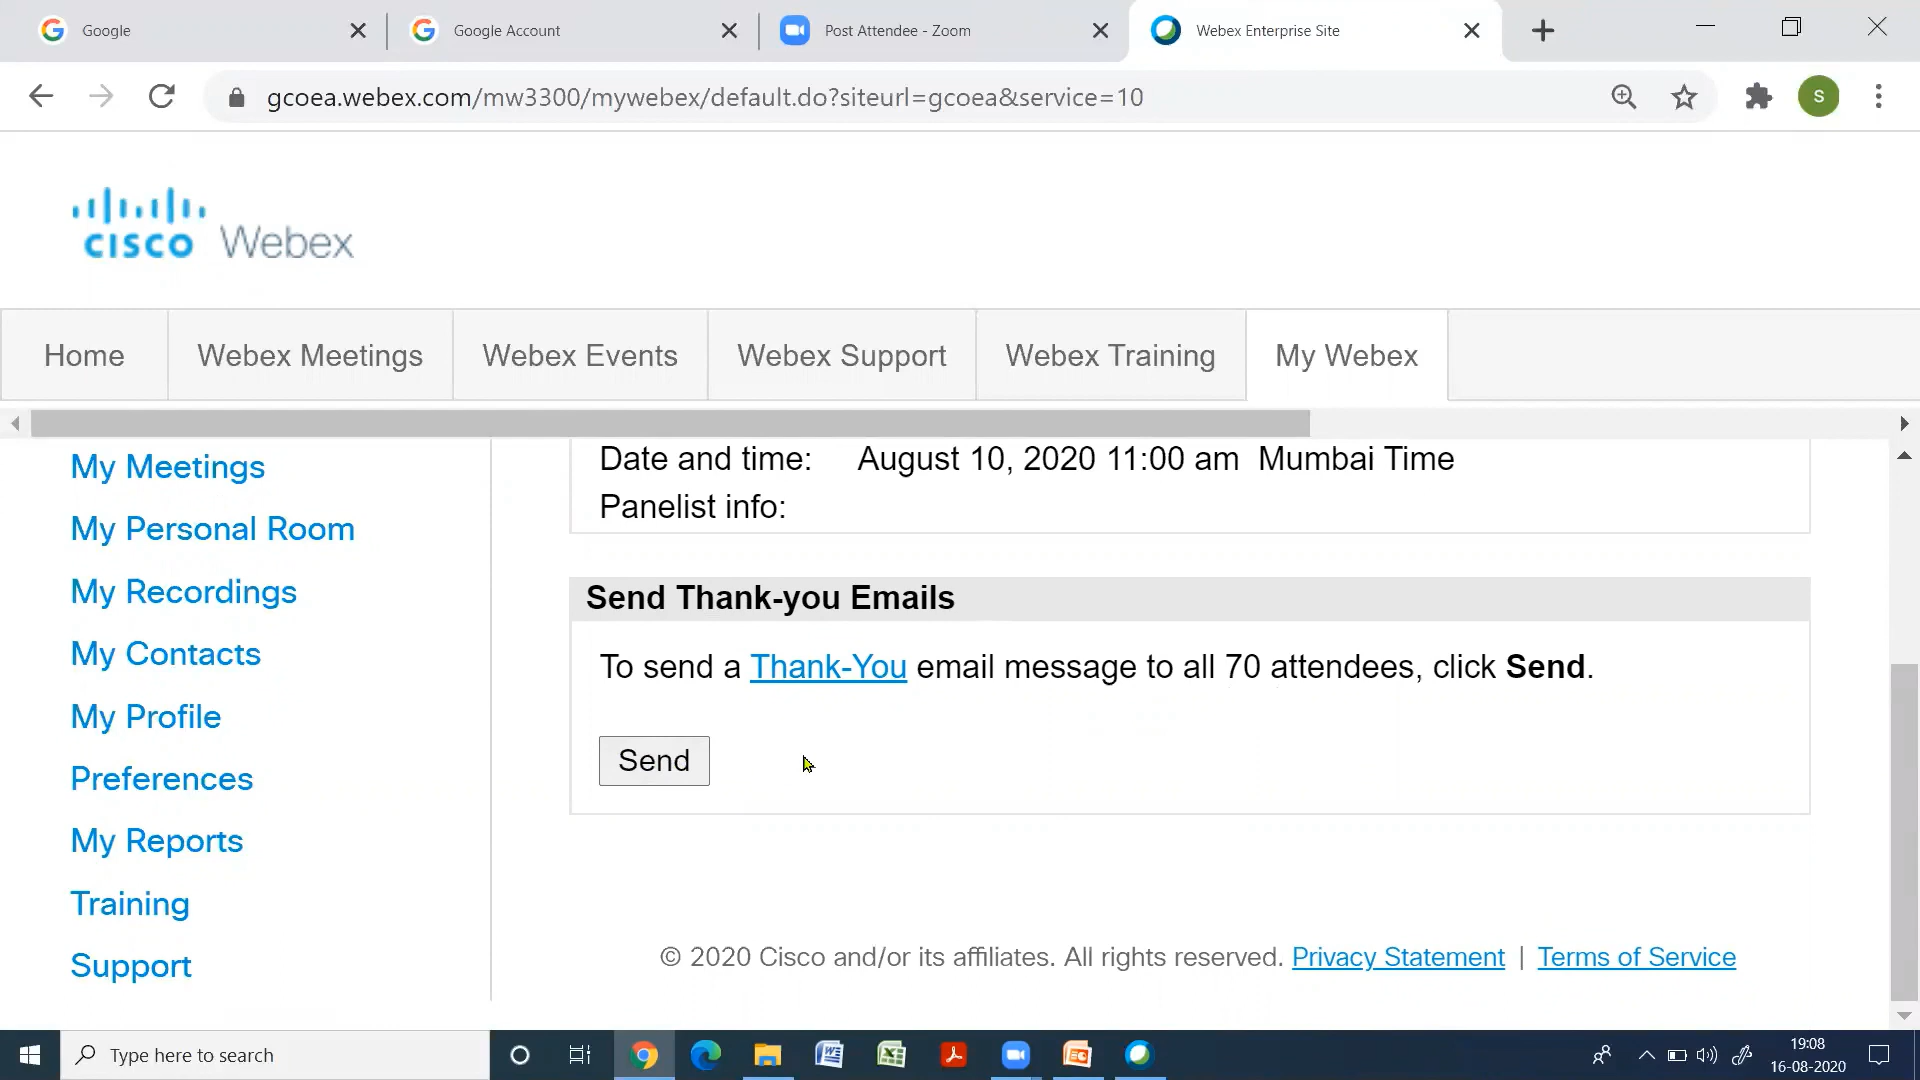 Google
Google Account
Post Attendee - Zoom
Webex Enterprise Site
gcoea.webex.com/mw3300/mywebex/default.do?siteurl=gcoea&service=10
S
CISCO Webex
Home
Webex Meetings
Webex Events
Webex Support
Webex Training
My Webex
My Meetings
My Personal Room
My Recordings
My Contacts
My Profile
Preferences
My Reports
Training
Support
Date and time: August 10, 2020 11:00 am Mumbai Time
Panelist info:
Send Thank-you Emails
To send a Thank-You email message to all 70 attendees, click Send.
Send
© 2020 Cisco and/or its affiliates. All rights reserved. Privacy Statement | Terms of Service
Type here to search
19:08
16-08-2020